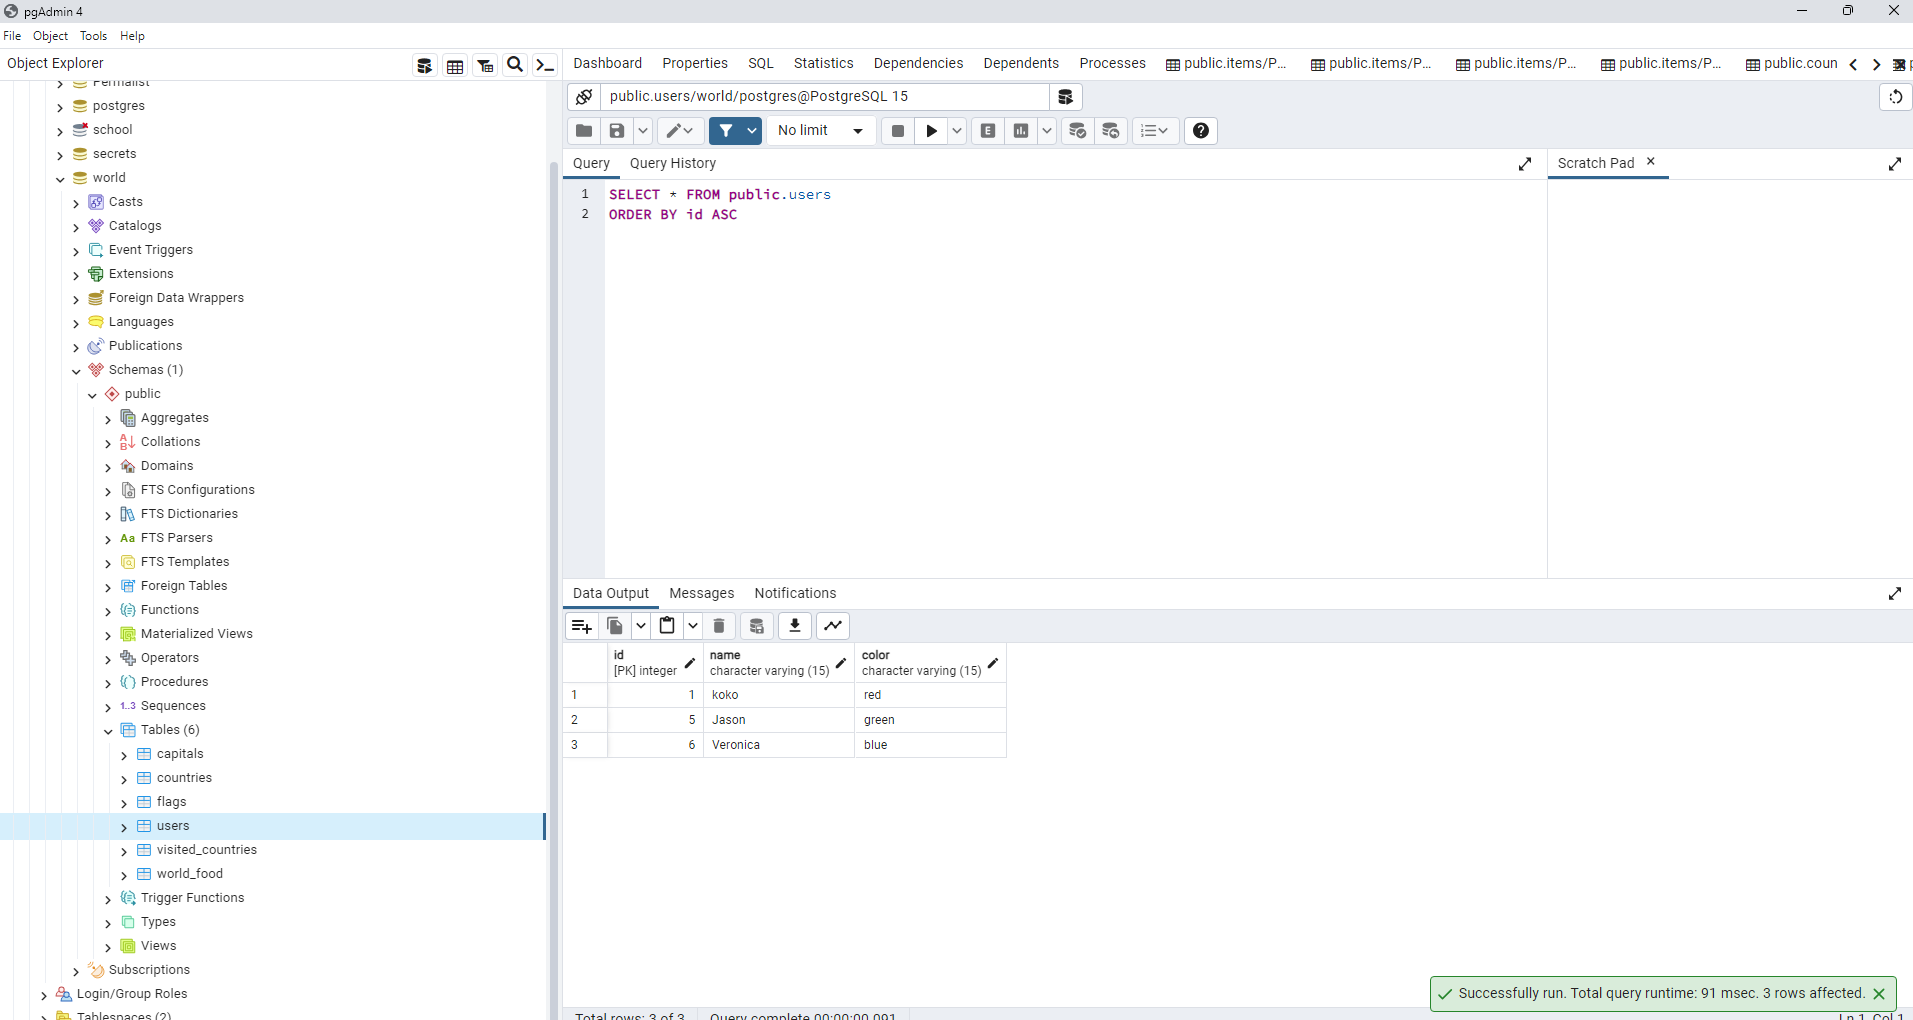 pgAdmin 4
File Object Tools Help
Object Explorer
Dashboard Properties SQL Statistics Dependencies Dependents Processes public.items/P... public.items/P... public.items/P... public.items/P... public.coun
Permalist
postgres
school
secrets
world
Casts
Catalogs
Event Triggers
Extensions
Foreign Data Wrappers
Languages
Publications
Schemas (1)
public
Aggregates
Collations
Domains
FTS Configurations
FTS Dictionaries
Aa FTS Parsers
FTS Templates
Foreign Tables
Functions
Materialized Views
Operators
Procedures
1..3 Sequences
Tables (6)
capitals
countries
flags
users
visited_countries
world_food
Trigger Functions
Types
Views
Subscriptions
Login/Group Roles
Tablespaces (2)
public.users/world/postgres@PostgreSQL 15
No limit
E
Query Query History
Scratch Pad
1 SELECT * FROM public.users
2 ORDER BY id ASC
Data Output Messages Notifications
id name color
[PK] integer character varying (15) character varying (15)
1 1 koko red
2 5 Jason green
3 6 Veronica blue
Successfully run. Total query runtime: 91 msec. 3 rows affected.
Total rows: 3 of 3 Query complete 00:00:00.091 Ln 1, Col 1